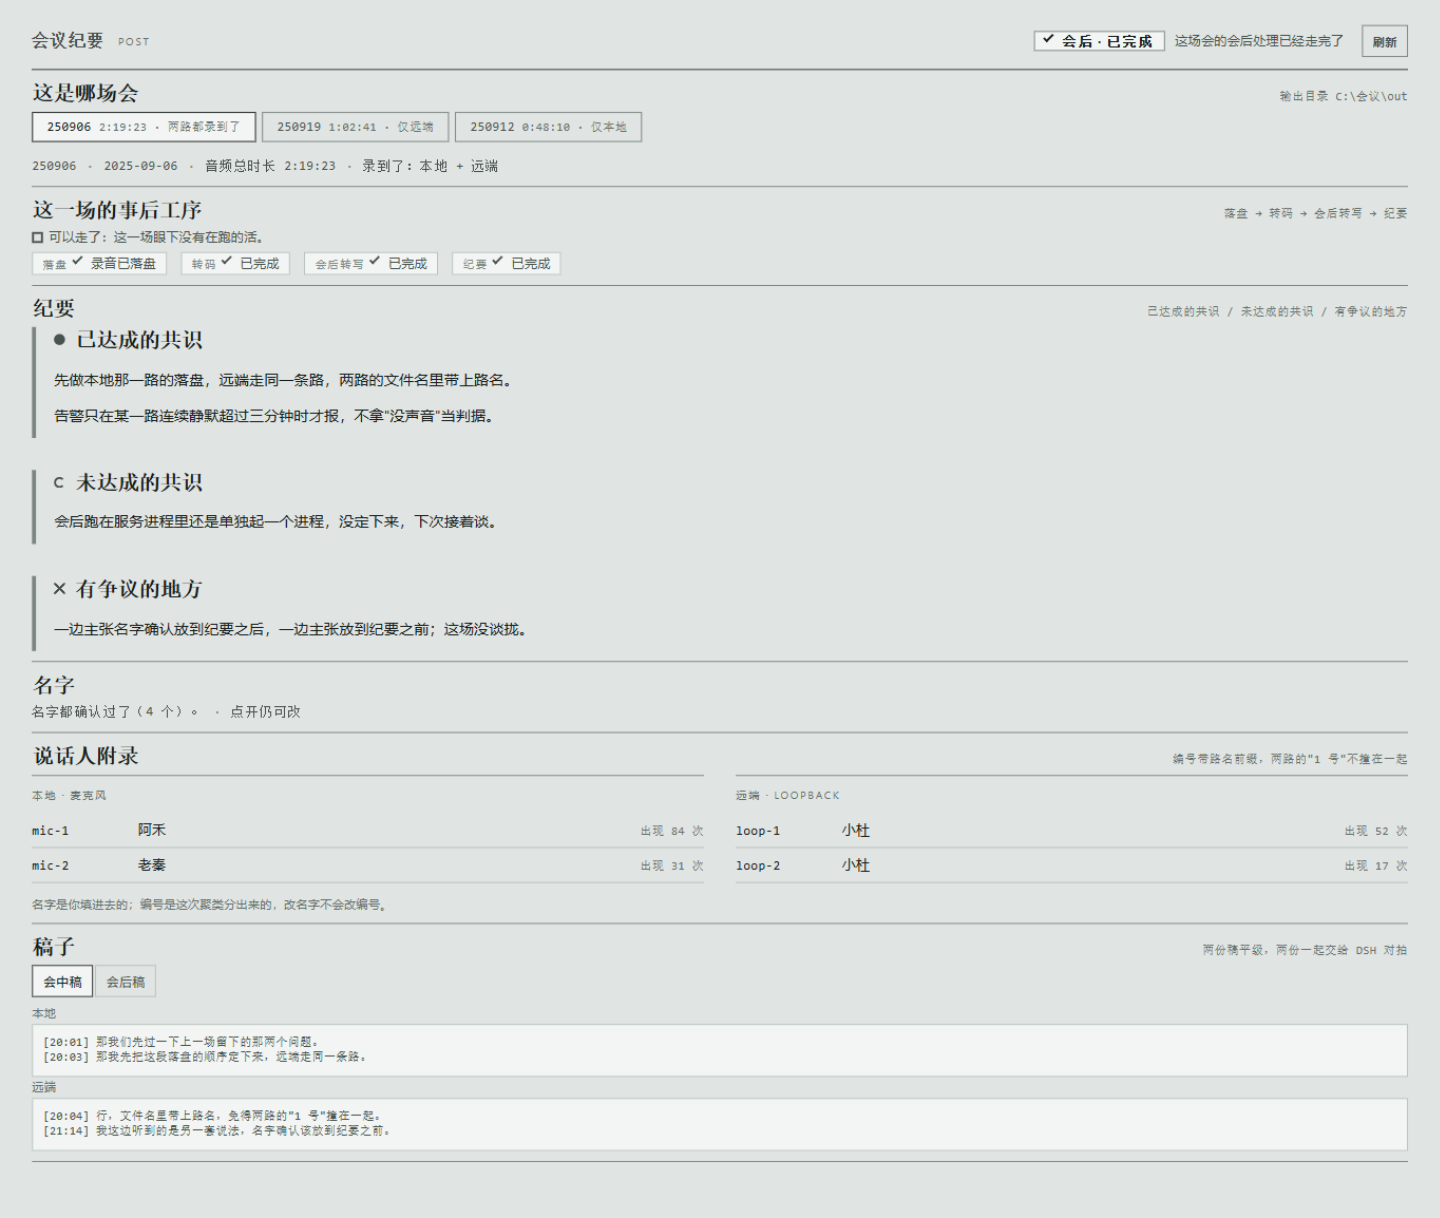 会议纪要 POST
✓ 会后 · 已完成 这场会的会后处理已经走完了 刷新
这是哪场会
输出目录 C:\会议\out
250906 2:19:23 · 两路都录到了
250919 1:02:41 · 仅远端
250912 0:48:10 · 仅本地
250906 · 2025-09-06 · 音频总时长 2:19:23 · 录到了: 本地 + 远端
这一场的事后工序
落盘 → 转码 → 会后转写 → 纪要
可以走了: 这一场眼下没有在跑的活。
落盘 ✓ 录音已落盘
转码 ✓ 已完成
会后转写 ✓ 已完成
纪要 ✓ 已完成
纪要
已达成的共识 / 未达成的共识 / 有争议的地方
● 已达成的共识
先做本地那一路的落盘，远端走同一条路，两路的文件名里带上路名。
告警只在某一路连续静默超过三分钟时才报，不拿"没声音"当判据。
C 未达成的共识
会后跑在服务进程里还是单独起一个进程，没定下来，下次接着谈。
× 有争议的地方
一边主张名字确认放到纪要之后，一边主张放到纪要之前；这场没谈拢。
名字
名字都确认过了（4 个）。 · 点开仍可改
说话人附录
编号带路名前缀，两路的"1 号"不撞在一起
本地 · 麦克风
mic-1 阿禾 出现 84 次
mic-2 老秦 出现 31 次
远端 · LOOPBACK
loop-1 小杜 出现 52 次
loop-2 小杜 出现 17 次
名字是你填进去的；编号是这次聚类分出来的，改名字不会改编号。
稿子
两份稿平级，两份一起交给 DSH 对拍
会中稿 会后稿
本地
[20:01] 那我们先过一下上一场留下的那两个问题。
[20:03] 那我先把这段落盘的顺序定下来，远端走同一条路。
远端
[20:04] 行，文件名里带上路名，免得两路的"1 号"撞在一起。
[21:14] 我这边听到的是另一套说法，名字确认该放到纪要之前。